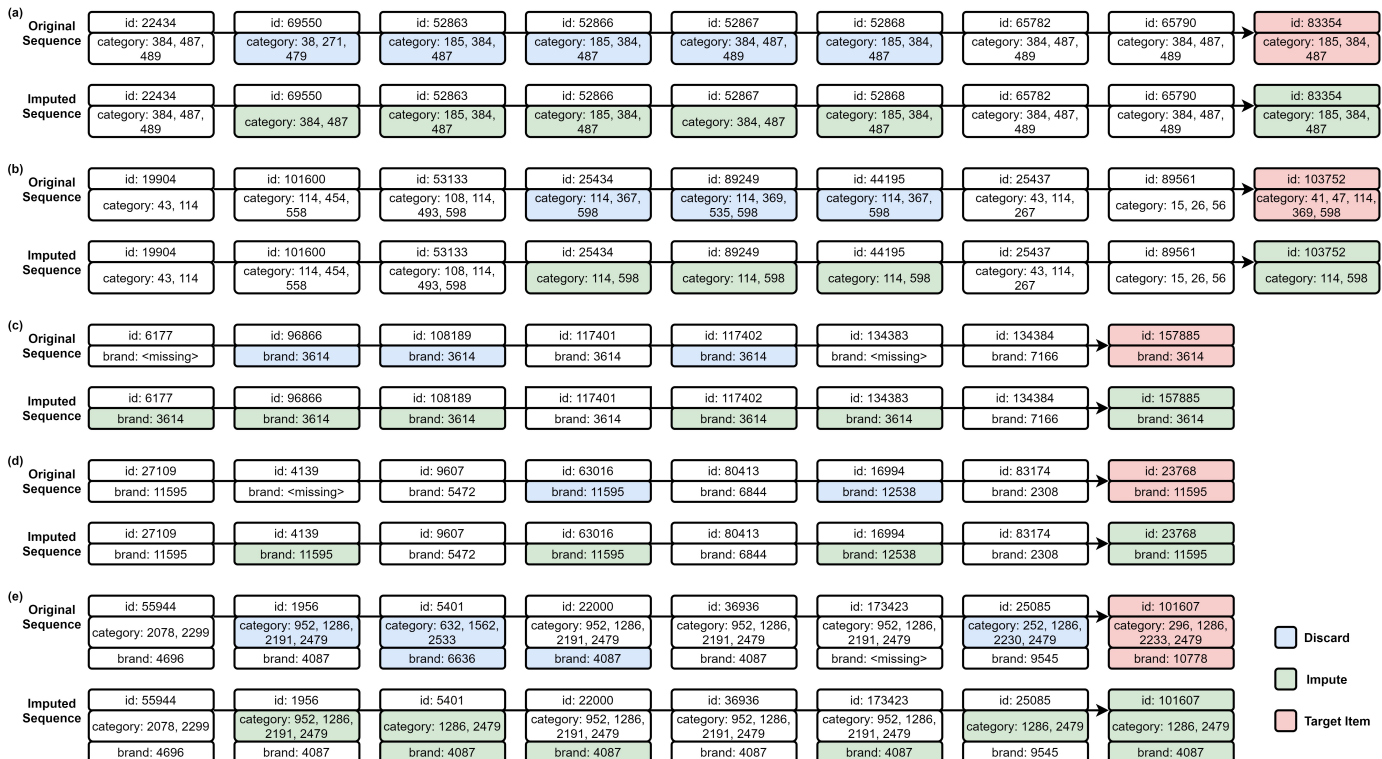 (a)
Original
Sequence
id: 22434
id: 69550
id: 52863
id: 52866
id: 52867
id: 52868
id: 65782
id: 65790
id: 83354
category: 384, 487,
489
category: 38, 271,
479
category: 185, 384,
487
category: 185, 384,
487
category: 384, 487,
489
category: 185, 384,
487
category: 384, 487,
489
category: 384, 487,
489
category: 185, 384,
487
Imputed
Sequence
id: 22434
id: 69550
id: 52863
id: 52866
id: 52867
id: 52868
id: 65782
id: 65790
id: 83354
category: 384, 487,
489
category: 384, 487
category: 185, 384,
487
category: 185, 384,
487
category: 384, 487
category: 185, 384,
487
category: 384, 487,
489
category: 384, 487,
489
category: 185, 384,
487
(b)
Original
Sequence
id: 19904
id: 101600
id: 53133
id: 25434
id: 89249
id: 44195
id: 25437
id: 89561
id: 103752
category: 43, 114
category: 114, 454,
558
category: 108, 114,
493, 598
category: 114, 367,
598
category: 114, 369,
535, 598
category: 114, 367,
598
category: 43, 114,
267
category: 15, 26, 56
category: 41, 47, 114,
369, 598
Imputed
Sequence
id: 19904
id: 101600
id: 53133
id: 25434
id: 89249
id: 44195
id: 25437
id: 89561
id: 103752
category: 43, 114
category: 114, 454,
558
category: 108, 114,
493, 598
category: 114, 598
category: 114, 598
category: 114, 598
category: 43, 114,
267
category: 15, 26, 56
category: 114, 598
(c)
Original
Sequence
id: 6177
id: 96866
id: 108189
id: 117401
id: 117402
id: 134383
id: 134384
id: 157885
brand: <missing>
brand: 3614
brand: 3614
brand: 3614
brand: 3614
brand: <missing>
brand: 7166
brand: 3614
Imputed
Sequence
id: 6177
id: 96866
id: 108189
id: 117401
id: 117402
id: 134383
id: 134384
id: 157885
brand: 3614
brand: 3614
brand: 3614
brand: 3614
brand: 3614
brand: 3614
brand: 7166
brand: 3614
(d)
Original
Sequence
id: 27109
id: 4139
id: 9607
id: 63016
id: 80413
id: 16994
id: 83174
id: 23768
brand: 11595
brand: <missing>
brand: 5472
brand: 11595
brand: 6844
brand: 12538
brand: 2308
brand: 11595
Imputed
Sequence
id: 27109
id: 4139
id: 9607
id: 63016
id: 80413
id: 16994
id: 83174
id: 23768
brand: 11595
brand: 11595
brand: 5472
brand: 11595
brand: 6844
brand: 12538
brand: 2308
brand: 11595
(e)
Original
Sequence
id: 55944
id: 1956
id: 5401
id: 22000
id: 36936
id: 173423
id: 25085
id: 101607
category: 2078, 2299
category: 952, 1286,
2191, 2479
category: 632, 1562,
2533
category: 952, 1286,
2191, 2479
category: 952, 1286,
2191, 2479
category: 952, 1286,
2191, 2479
category: 252, 1286,
2230, 2479
category: 296, 1286,
2233, 2479
brand: 4696
brand: 4087
brand: 6636
brand: 4087
brand: 4087
brand: <missing>
brand: 9545
brand: 10778
Imputed
Sequence
id: 55944
id: 1956
id: 5401
id: 22000
id: 36936
id: 173423
id: 25085
id: 101607
category: 2078, 2299
category: 952, 1286,
2191, 2479
category: 1286, 2479
category: 952, 1286,
2191, 2479
category: 952, 1286,
2191, 2479
category: 952, 1286,
2191, 2479
category: 1286, 2479
category: 1286, 2479
brand: 4696
brand: 4087
brand: 4087
brand: 4087
brand: 4087
brand: 4087
brand: 9545
brand: 4087
Discard
Impute
Target Item